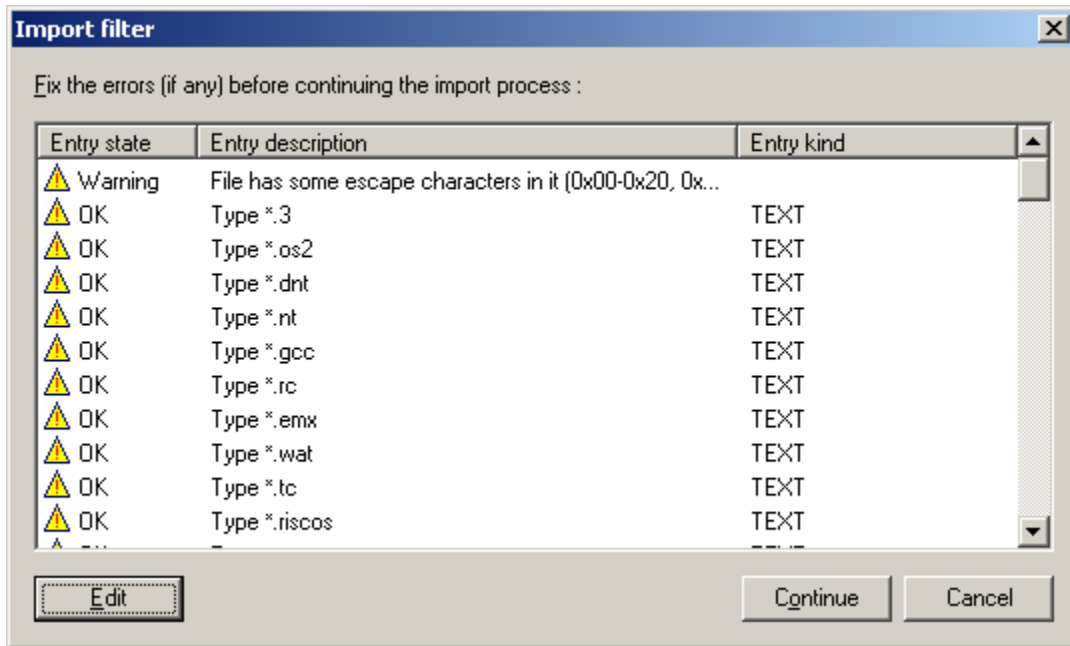 Import filter
Fix the errors (if any) before continuing the import process :
Entry state Entry description Entry kind
Warning File has some escape characters in it (0x00-0x20, 0x...
OK Type *.3 TEXT
OK Type *.os2 TEXT
OK Type *.dnt TEXT
OK Type *.nt TEXT
OK Type *.gcc TEXT
OK Type *.rc TEXT
OK Type *.emx TEXT
OK Type *.wat TEXT
OK Type *.tc TEXT
OK Type *.riscos TEXT
Edit Continue Cancel